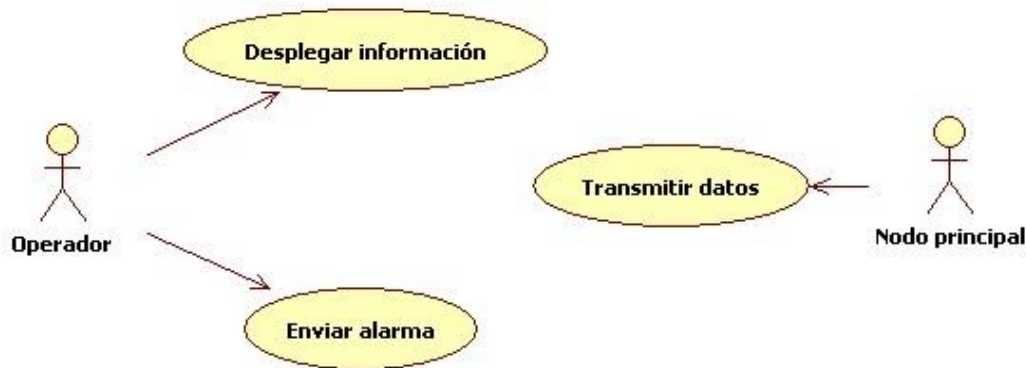 Desplegar información
Transmitir datos
Operador
Nodo principal
Enviar alarma